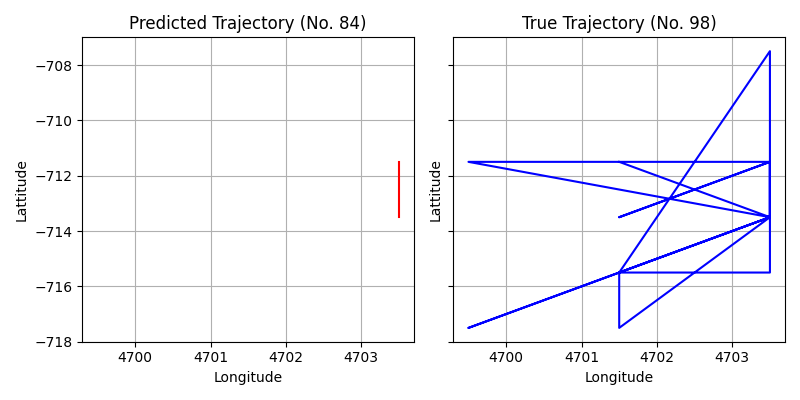 Predicted Trajectory (No. 84)
True Trajectory (No. 98)
−708
−710
−712
−714
−716
−718
Lattitude
Lattitude
4700 4701 4702 4703
4700 4701 4702 4703
Longitude
Longitude